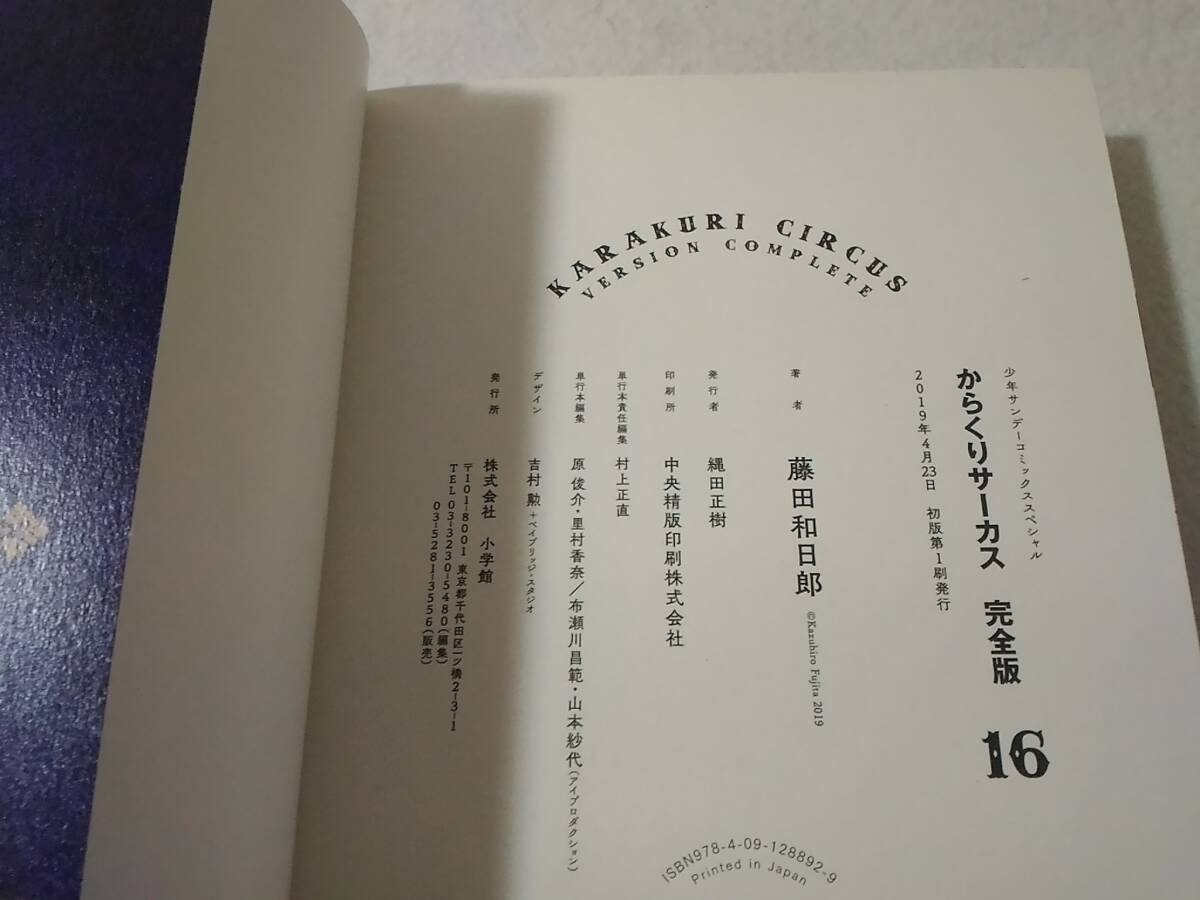 KARAKURI CIRCUS
VERSION COMPLETE
少年サンデーコミックススペシャル
からくりサーカス 完全版 16
2019年4月23日 初版第1刷発行
著者 藤田和日郎 ©Kazuhiro Fujita 2019
発行者 縄田正樹
印刷所 中央精版印刷株式会社
単行本責任編集 村上正直
単行本編集 原 俊介・里村香奈/布瀬川昌範・山本紗代(アイプロダクション)
デザイン 吉村 勲+ベイブリッジ・スタジオ
発行所 株式会社 小学館
〒101-8001 東京都千代田区一ツ橋2-3-1
TEL 03-3230-5480(編集)
03-5281-3556(販売)
ISBN978-4-09-128892-9
Printed in Japan